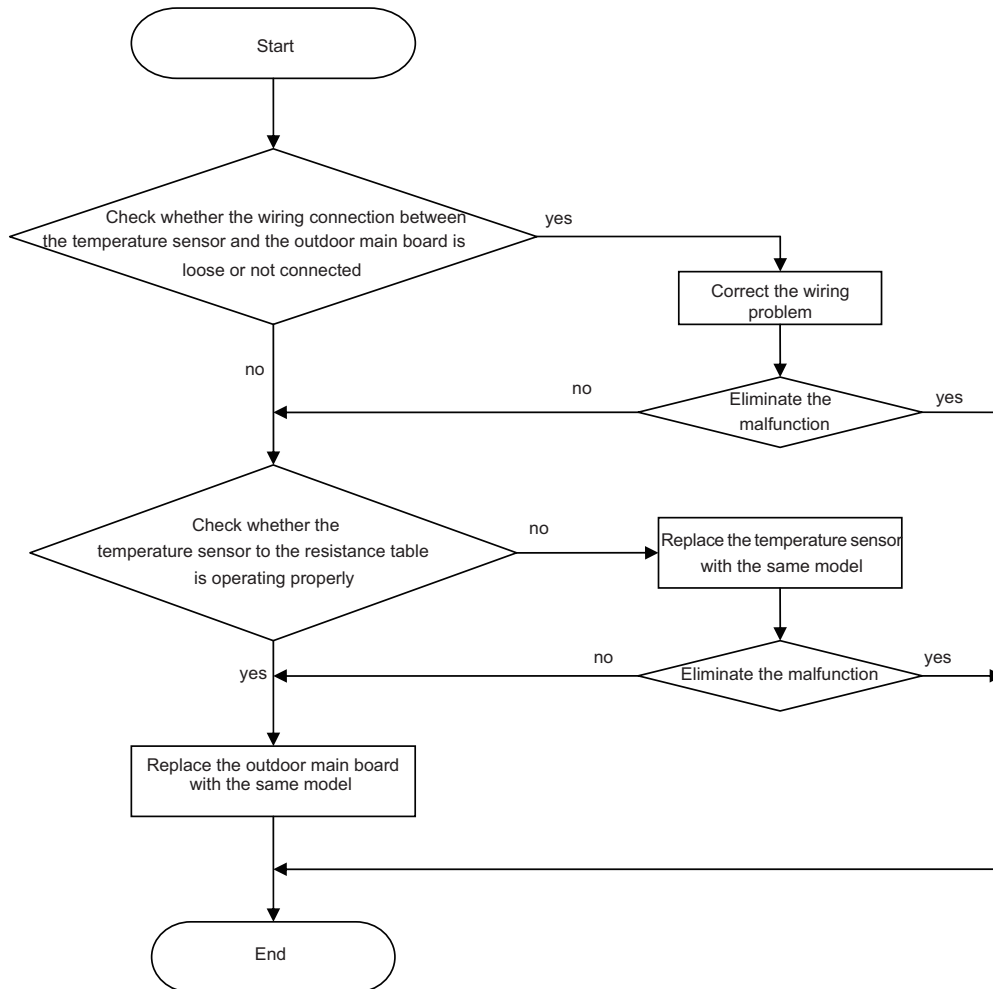 Start
Check whether the wiring connection between
the temperature sensor and the outdoor main board is
loose or not connected
yes
Correct the wiring
problem
no
no
Eliminate the
malfunction
yes
Check whether the
temperature sensor to the resistance table
is operating properly
no
Replace the temperature sensor
with the same model
yes
no
Eliminate the malfunction
yes
Replace the outdoor main board
with the same model
End